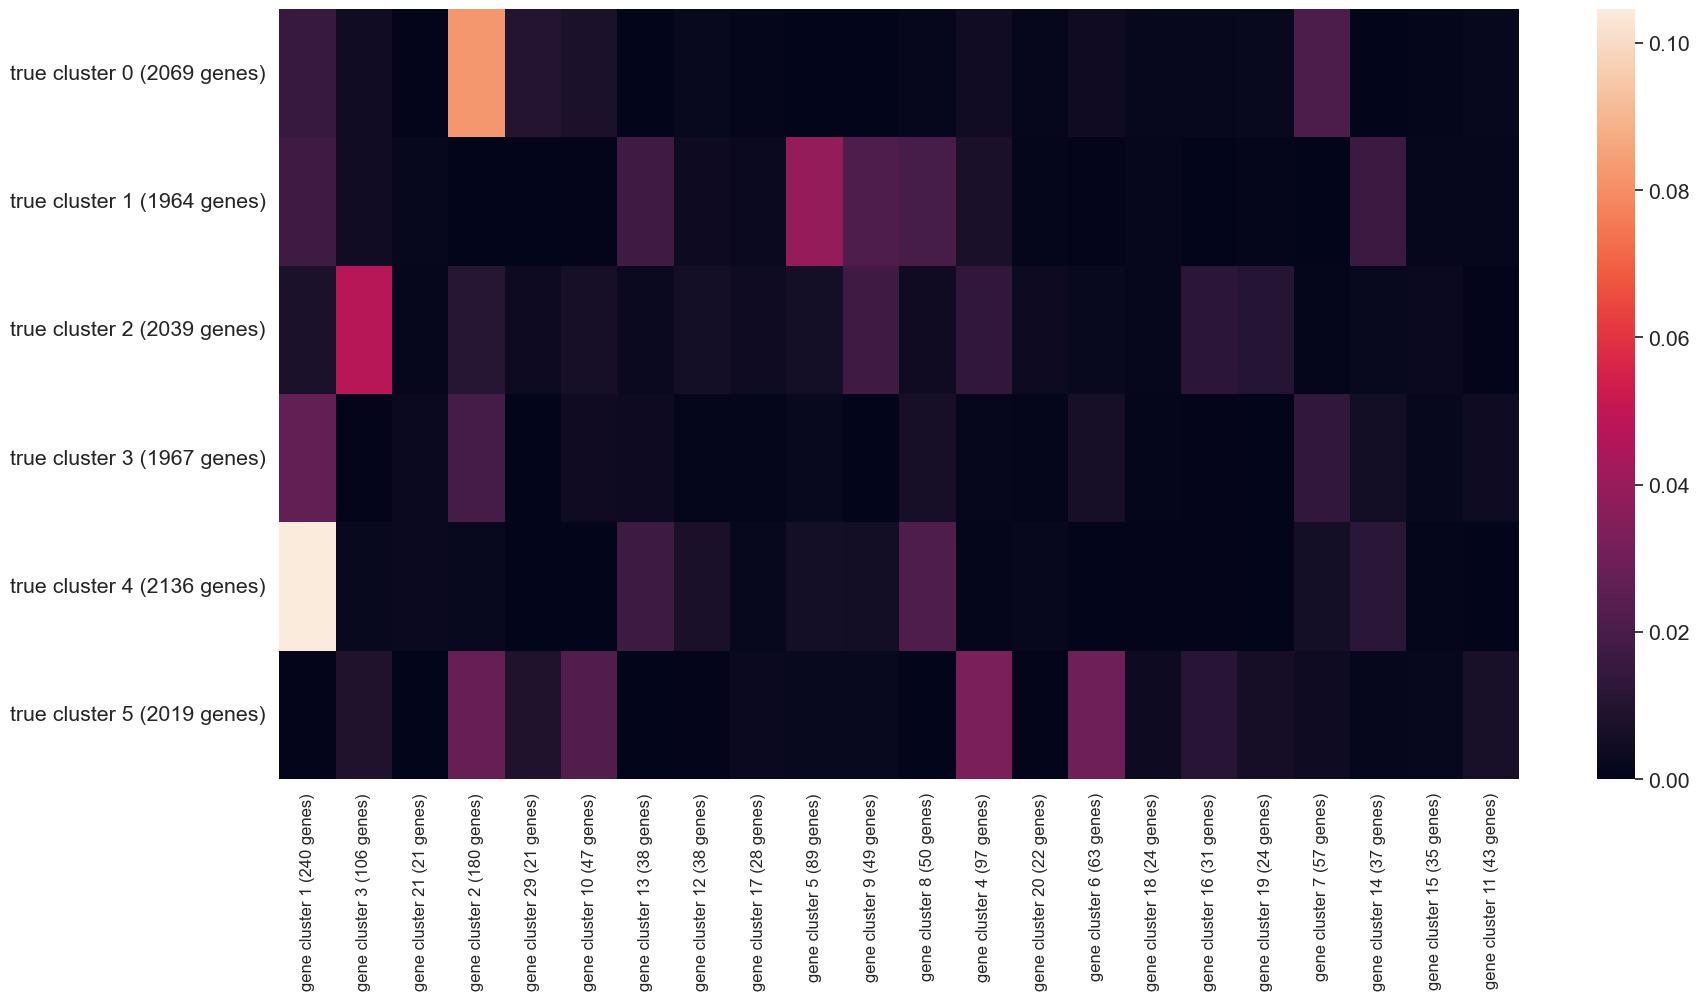 true cluster 0 (2069 genes)
true cluster 1 (1964 genes)
true cluster 2 (2039 genes)
true cluster 3 (1967 genes)
true cluster 4 (2136 genes)
true cluster 5 (2019 genes)
gene cluster 1 (240 genes)
gene cluster 3 (106 genes)
gene cluster 21 (21 genes)
gene cluster 2 (180 genes)
gene cluster 29 (21 genes)
gene cluster 10 (47 genes)
gene cluster 13 (38 genes)
gene cluster 12 (38 genes)
gene cluster 17 (28 genes)
gene cluster 5 (89 genes)
gene cluster 9 (49 genes)
gene cluster 8 (50 genes)
gene cluster 4 (97 genes)
gene cluster 20 (22 genes)
gene cluster 6 (63 genes)
gene cluster 18 (24 genes)
gene cluster 16 (31 genes)
gene cluster 19 (24 genes)
gene cluster 7 (57 genes)
gene cluster 14 (37 genes)
gene cluster 15 (35 genes)
gene cluster 11 (43 genes)
0.10
0.08
0.06
0.04
0.02
0.00